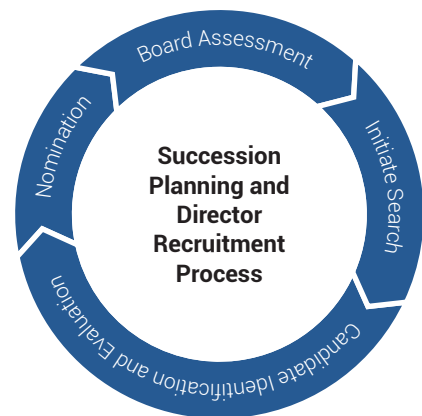 Board Assessment
Initiate Search
Candidate Identification and Evaluation
Nomination
Succession
Planning and
Director
Recruitment
Process